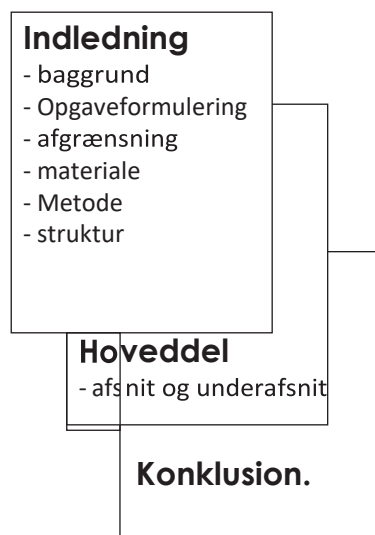 Indledning
- baggrund
- Opgaveformulering
- afgrænsning
- materiale
- Metode
- struktur
Hoveddel
- afsnit og underafsnit
Konklusion.